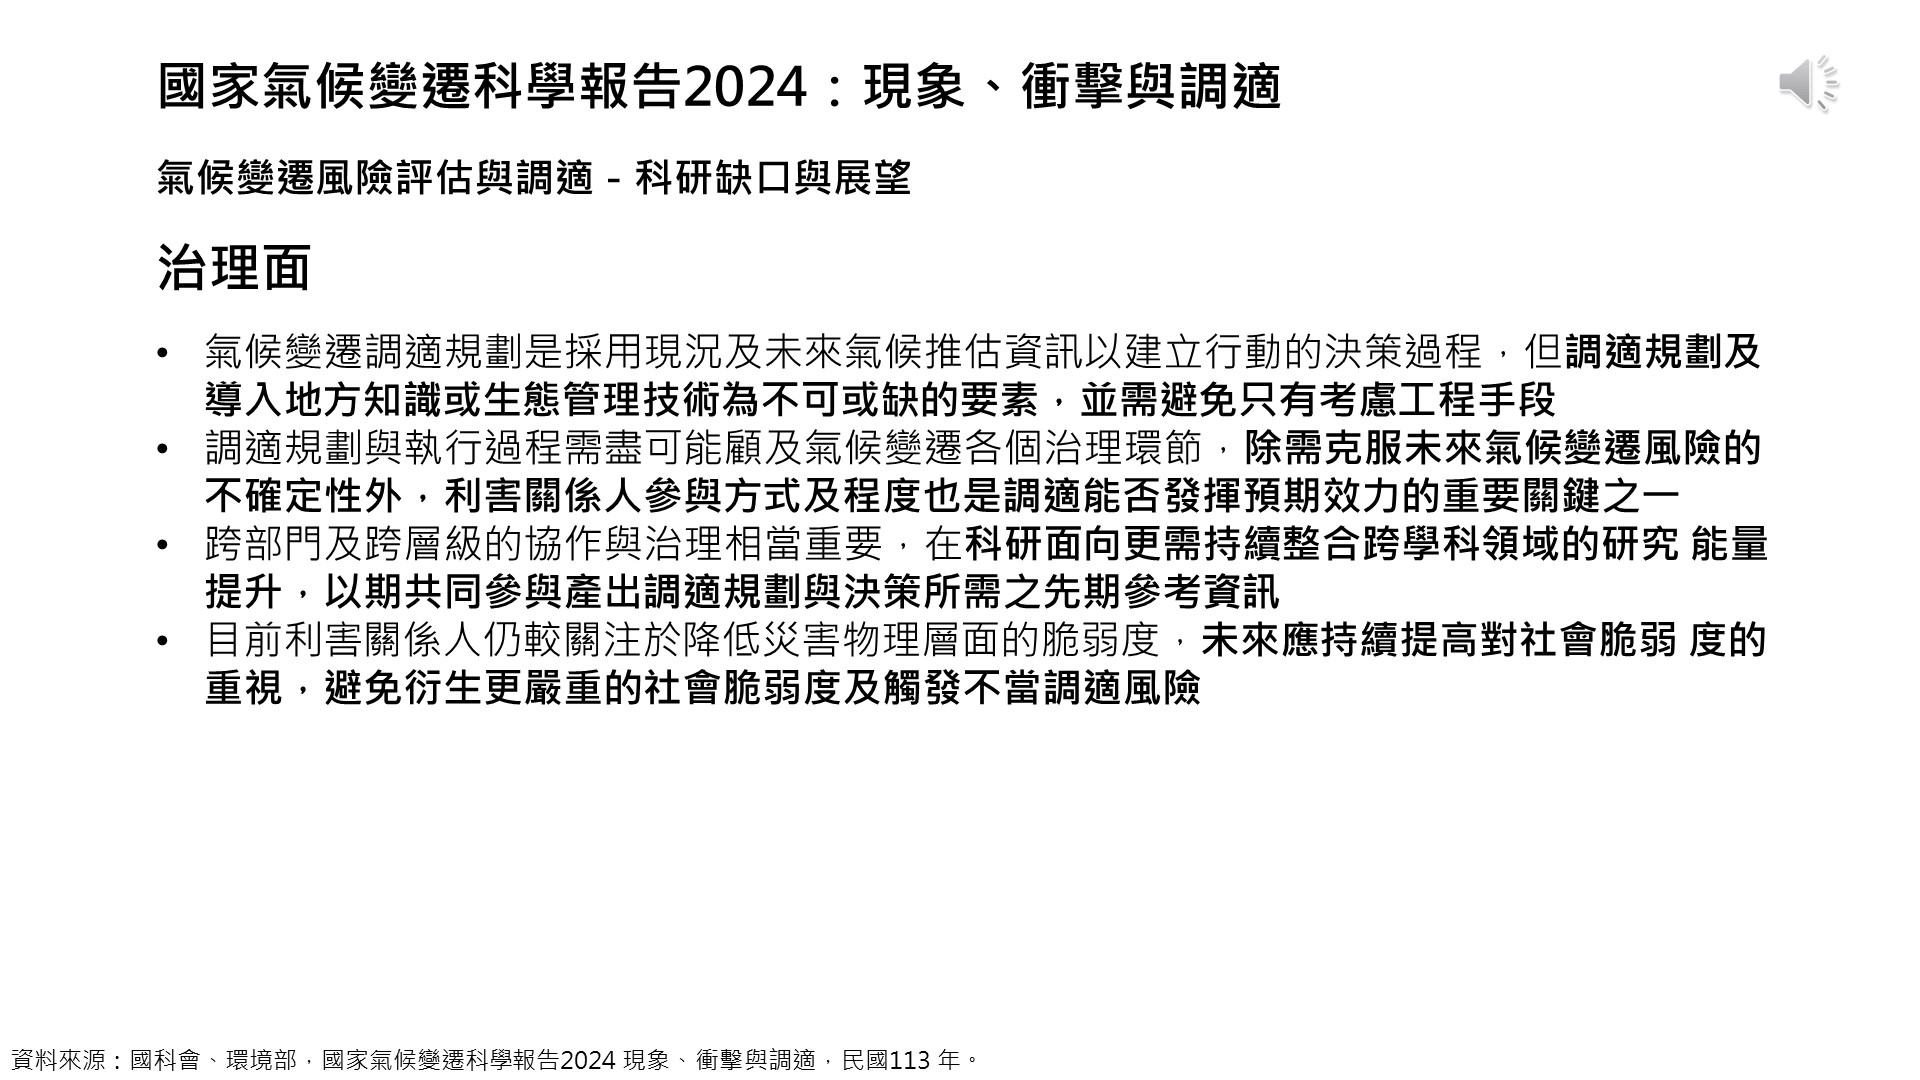 國家氣候變遷科學報告2024：現象、衝擊與調適
氣候變遷風險評估與調適 - 科研缺口與展望
治理面
• 氣候變遷調適規劃是採用現況及未來氣候推估資訊以建立行動的決策過程，但調適規劃及
導入地方知識或生態管理技術為不可或缺的要素，並需避免只有考慮工程手段
• 調適規劃與執行過程需盡可能顧及氣候變遷各個治理環節，除需克服未來氣候變遷風險的
不確定性外，利害關係人參與方式及程度也是調適能否發揮預期效力的重要關鍵之一
• 跨部門及跨層級的協作與治理相當重要，在科研面向更需持續整合跨學科領域的研究 能量
提升，以期共同參與產出調適規劃與決策所需之先期參考資訊
• 目前利害關係人仍較關注於降低災害物理層面的脆弱度，未來應持續提高對社會脆弱 度的
重視，避免衍生更嚴重的社會脆弱度及觸發不當調適風險
資料來源：國科會、環境部，國家氣候變遷科學報告2024 現象、衝擊與調適，民國113 年。